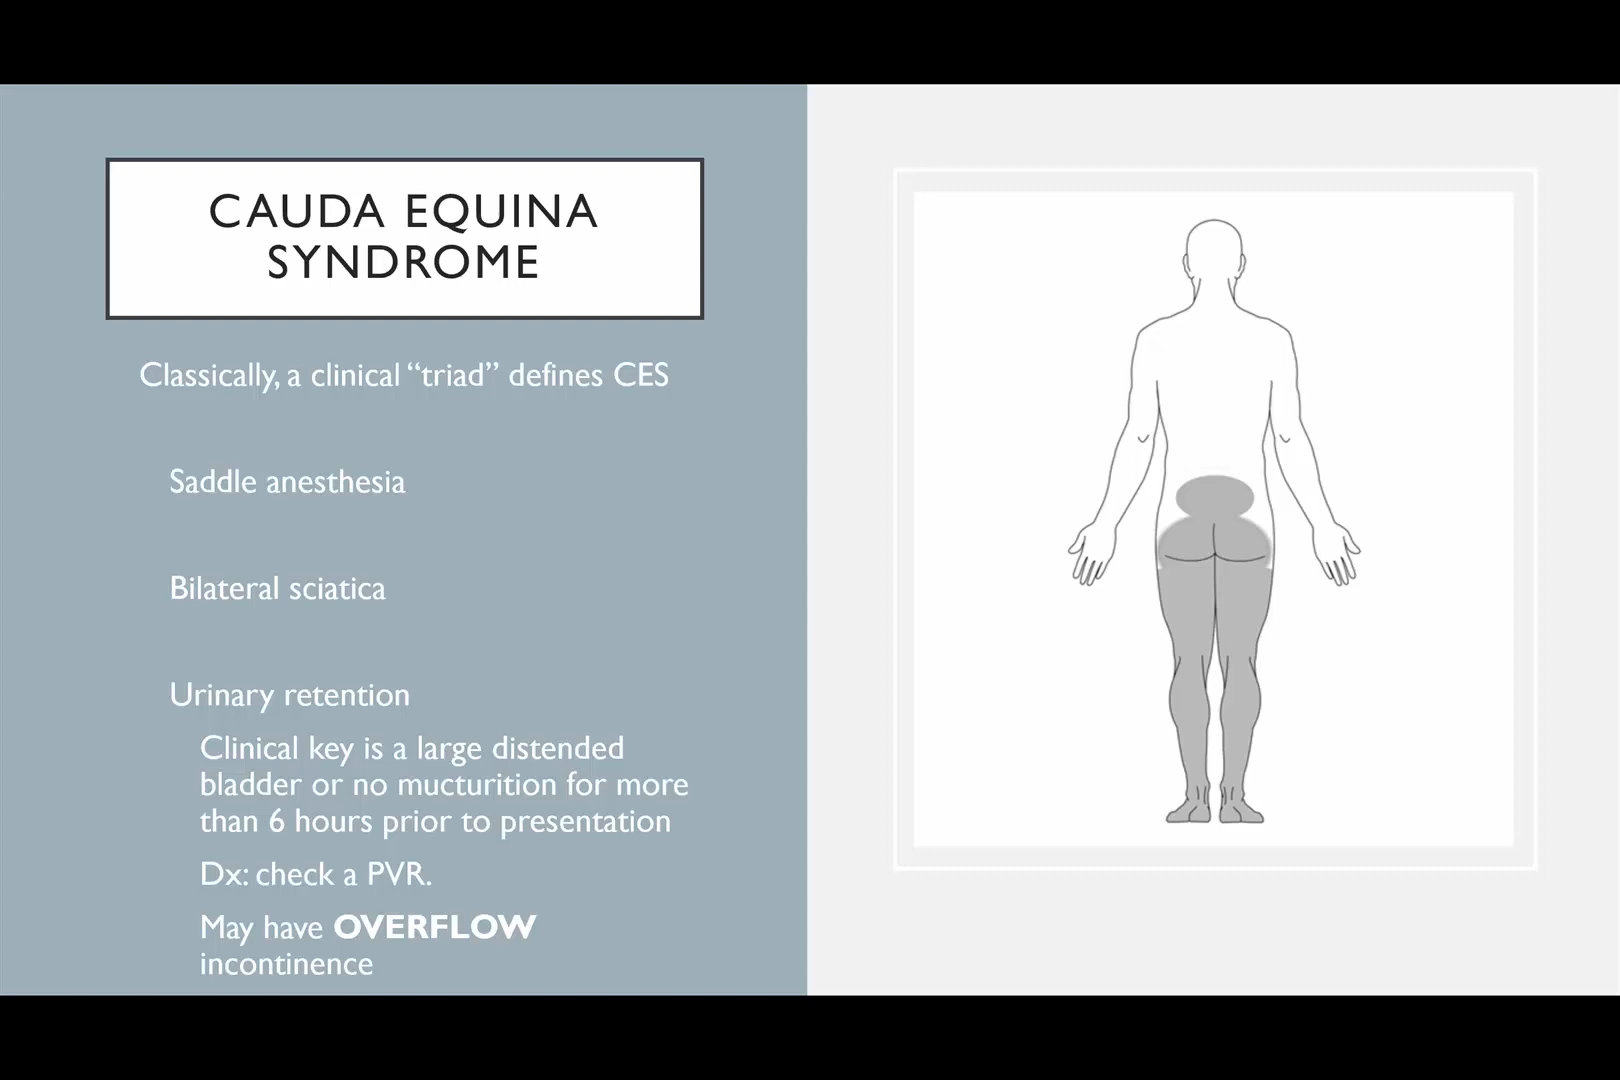 CAUDA EQUINA
SYNDROME
Classically, a clinical “triad” defines CES
Saddle anesthesia
Bilateral sciatica
Urinary retention
Clinical key is a large distended
bladder or no mucturition for more
than 6 hours prior to presentation
Dx: check a PVR.
May have OVERFLOW
incontinence